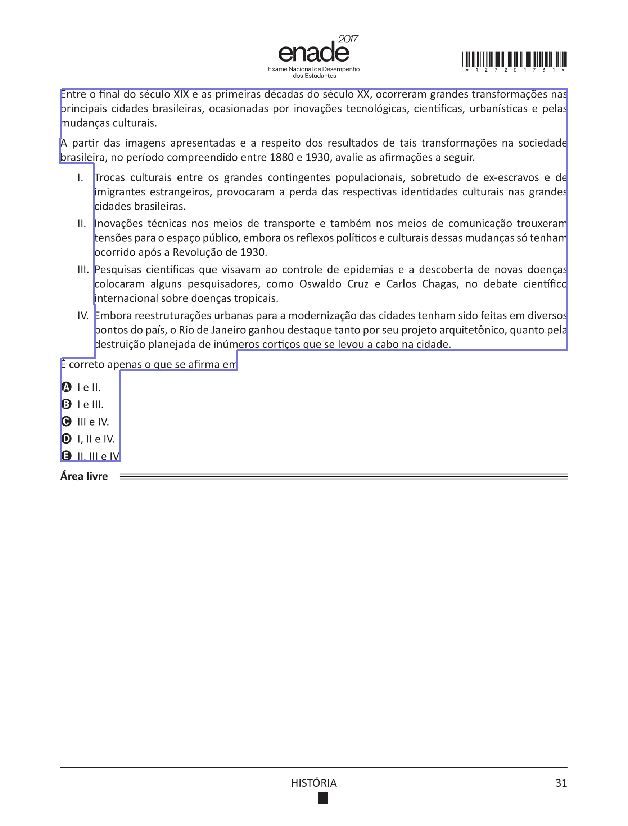 enade 2017
Exame Nacional de Desempenho
dos Estudantes
*R2720175 1*
Entre o final do século XIX e as primeiras décadas do século XX, ocorreram grandes transformações nas
principais cidades brasileiras, ocasionadas por inovações tecnológicas, científicas, urbanísticas e pelas
mudanças culturais.
A partir das imagens apresentadas e a respeito dos resultados de tais transformações na sociedade
brasileira, no período compreendido entre 1880 e 1930, avalie as afirmações a seguir.
I. Trocas culturais entre os grandes contingentes populacionais, sobretudo de ex-escravos e de
imigrantes estrangeiros, provocaram a perda das respectivas identidades culturais nas grandes
cidades brasileiras.
II. Inovações técnicas nos meios de transporte e também nos meios de comunicação trouxeram
tensões para o espaço público, embora os reflexos políticos e culturais dessas mudanças só tenham
ocorrido após a Revolução de 1930.
III. Pesquisas científicas que visavam ao controle de epidemias e a descoberta de novas doenças
colocaram alguns pesquisadores, como Oswaldo Cruz e Carlos Chagas, no debate científico
internacional sobre doenças tropicais.
IV. Embora reestruturações urbanas para a modernização das cidades tenham sido feitas em diversos
pontos do país, o Rio de Janeiro ganhou destaque tanto por seu projeto arquitetônico, quanto pela
destruição planejada de inúmeros cortiços que se levou a cabo na cidade.
É correto apenas o que se afirma em
A I e II.
B I e III.
C III e IV.
D I, II e IV.
E II, III e IV
Área livre
HISTÓRIA
31